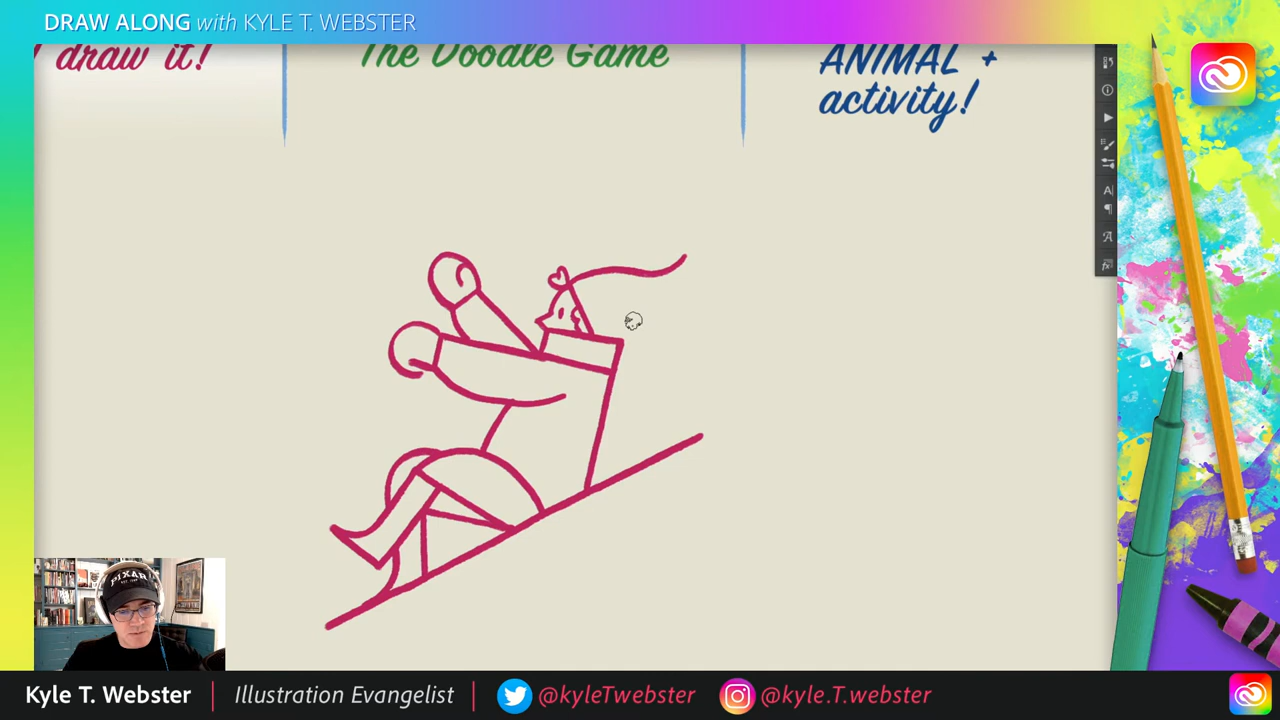 DRAW ALONG with KYLE T. WEBSTER
draw it!
The Doodle Game
ANIMAL +
activity!
PIXAR
Kyle T. Webster | Illustration Evangelist | @kyleTwebster @kyle.T.webster